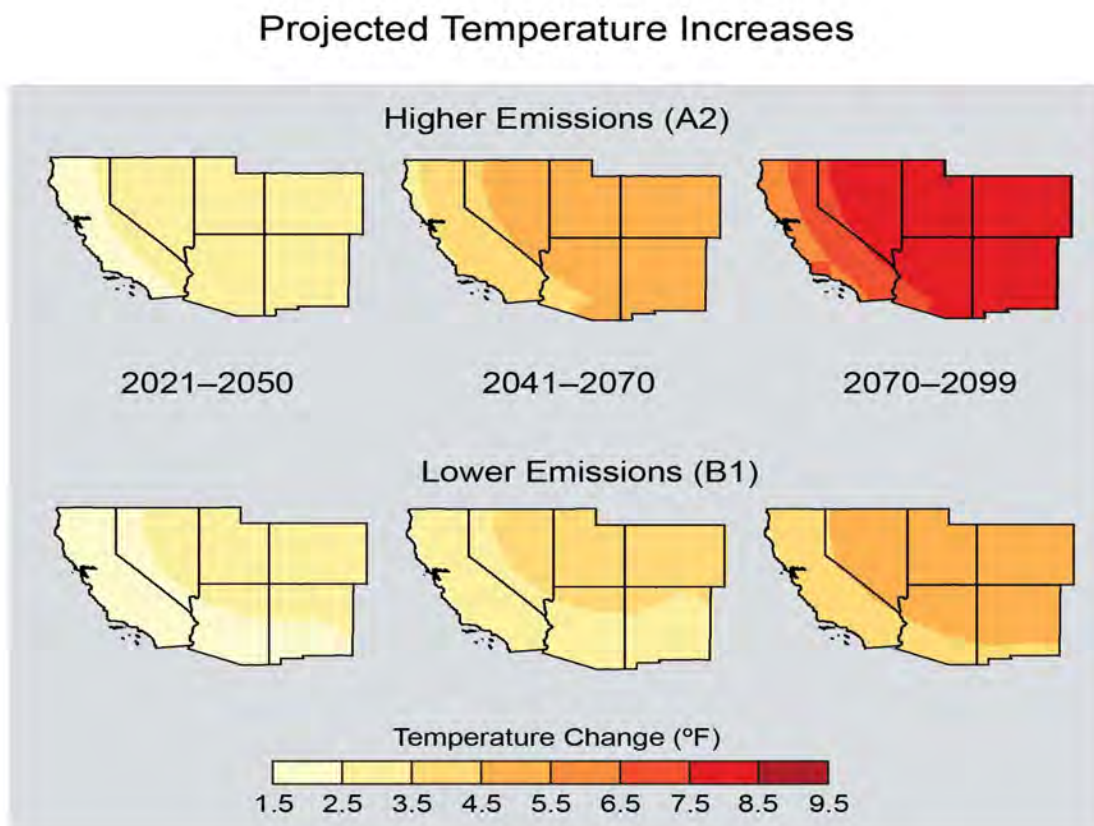 Projected Temperature Increases
Higher Emissions (A2)
2021–2050 2041–2070 2070–2099
Lower Emissions (B1)
Temperature Change (ºF)
1.5 2.5 3.5 4.5 5.5 6.5 7.5 8.5 9.5